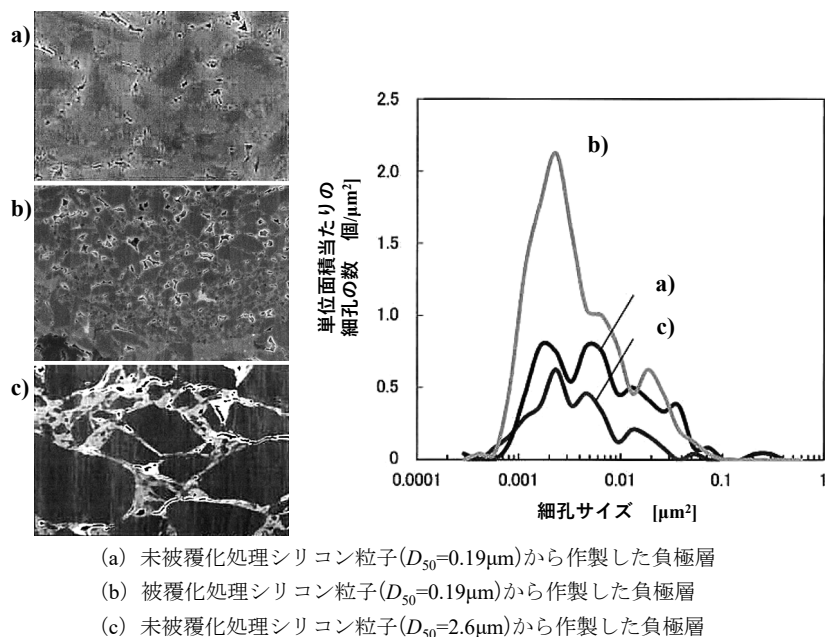 a)
b)
c)
単位面積当たりの
細孔の数 個/μm²
2.5
2.0
1.5
1.0
0.5
0
b)
a)
c)
0.0001 0.001 0.01 0.1 1
細孔サイズ [μm²]
(a) 未被覆化処理シリコン粒子(D₅₀=0.19μm)から作製した負極層
(b) 被覆化処理シリコン粒子(D₅₀=0.19μm)から作製した負極層
(c) 未被覆化処理シリコン粒子(D₅₀=2.6μm)から作製した負極層